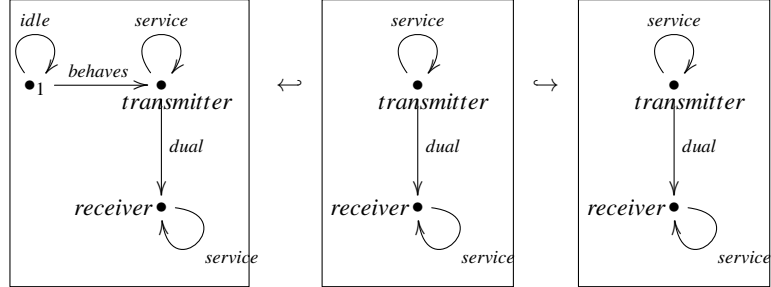 idle service service service
1 behaves
transmitter transmitter transmitter
dual dual dual
receiver receiver receiver
service service service